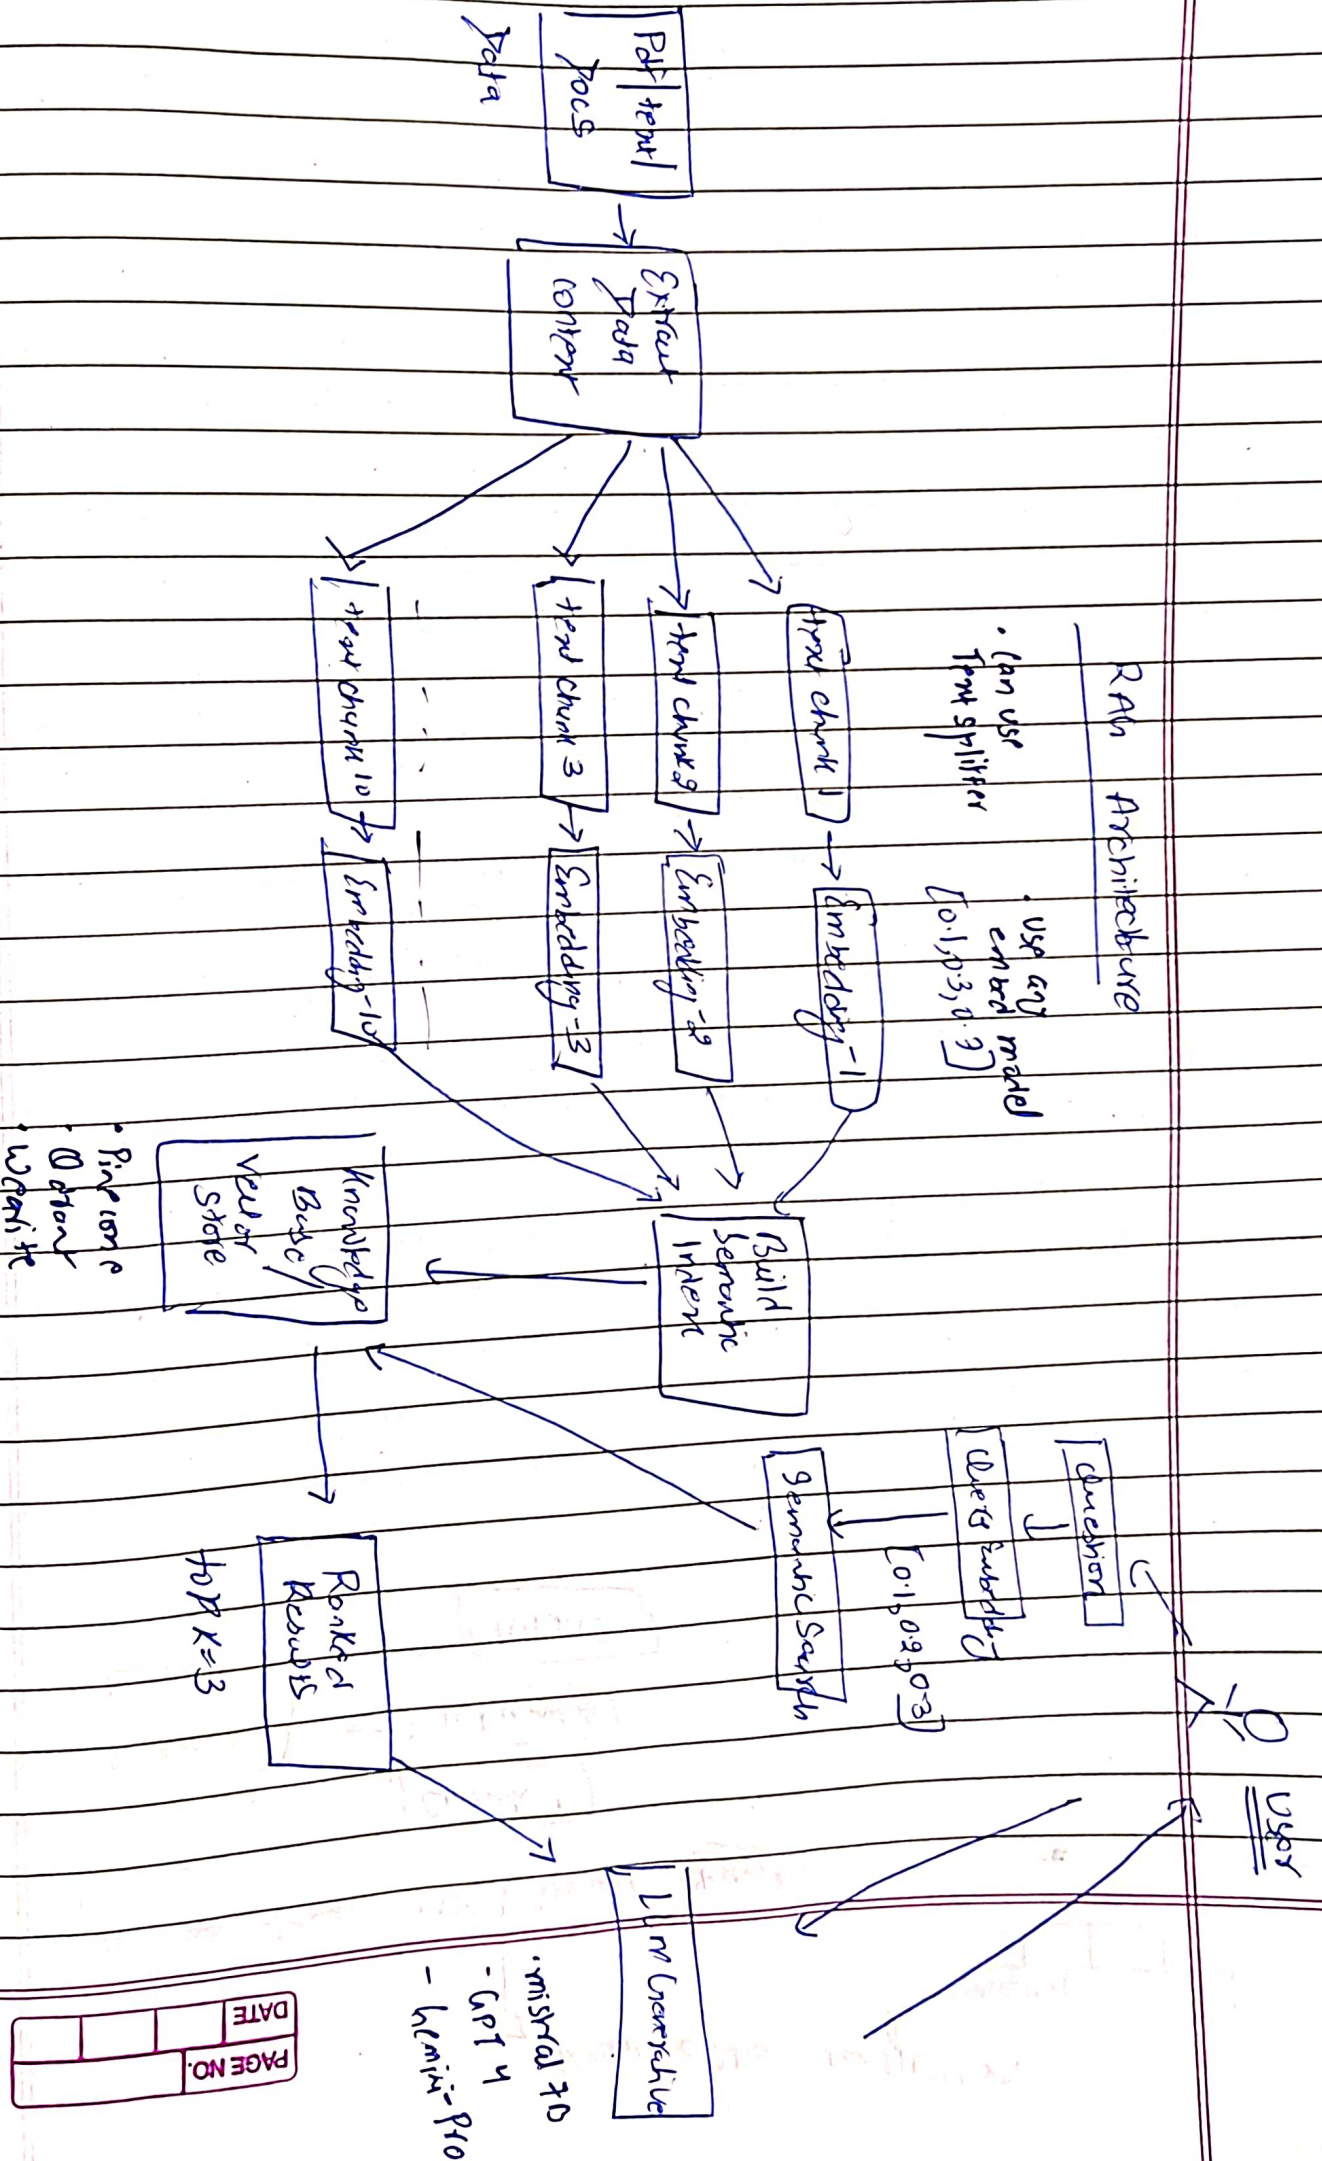 RAG Architecture
• Can use
Text splitter
• use any
embed model
[0.1, 0.3, 0.7]
Pdf | text |
Docs
Data
Extract
Data
content
text chunk 1
text chunk 2
text chunk 3
text chunk 10
Embedding-1
Embedding-2
Embedding-3
Embedding-10
Build
Semantic
Index
Knowledge
Base /
Vector
Store
• Pinecone
• Qdrant
• Weavite
User
Question
Query Embedding
[0.1, 0.2, 0.3]
Semantic Search
Ranked
Results
top K=3
LLM Generative
• mistral 7B
- GPT 4
- Gemini-Pro
DATE
PAGE NO.